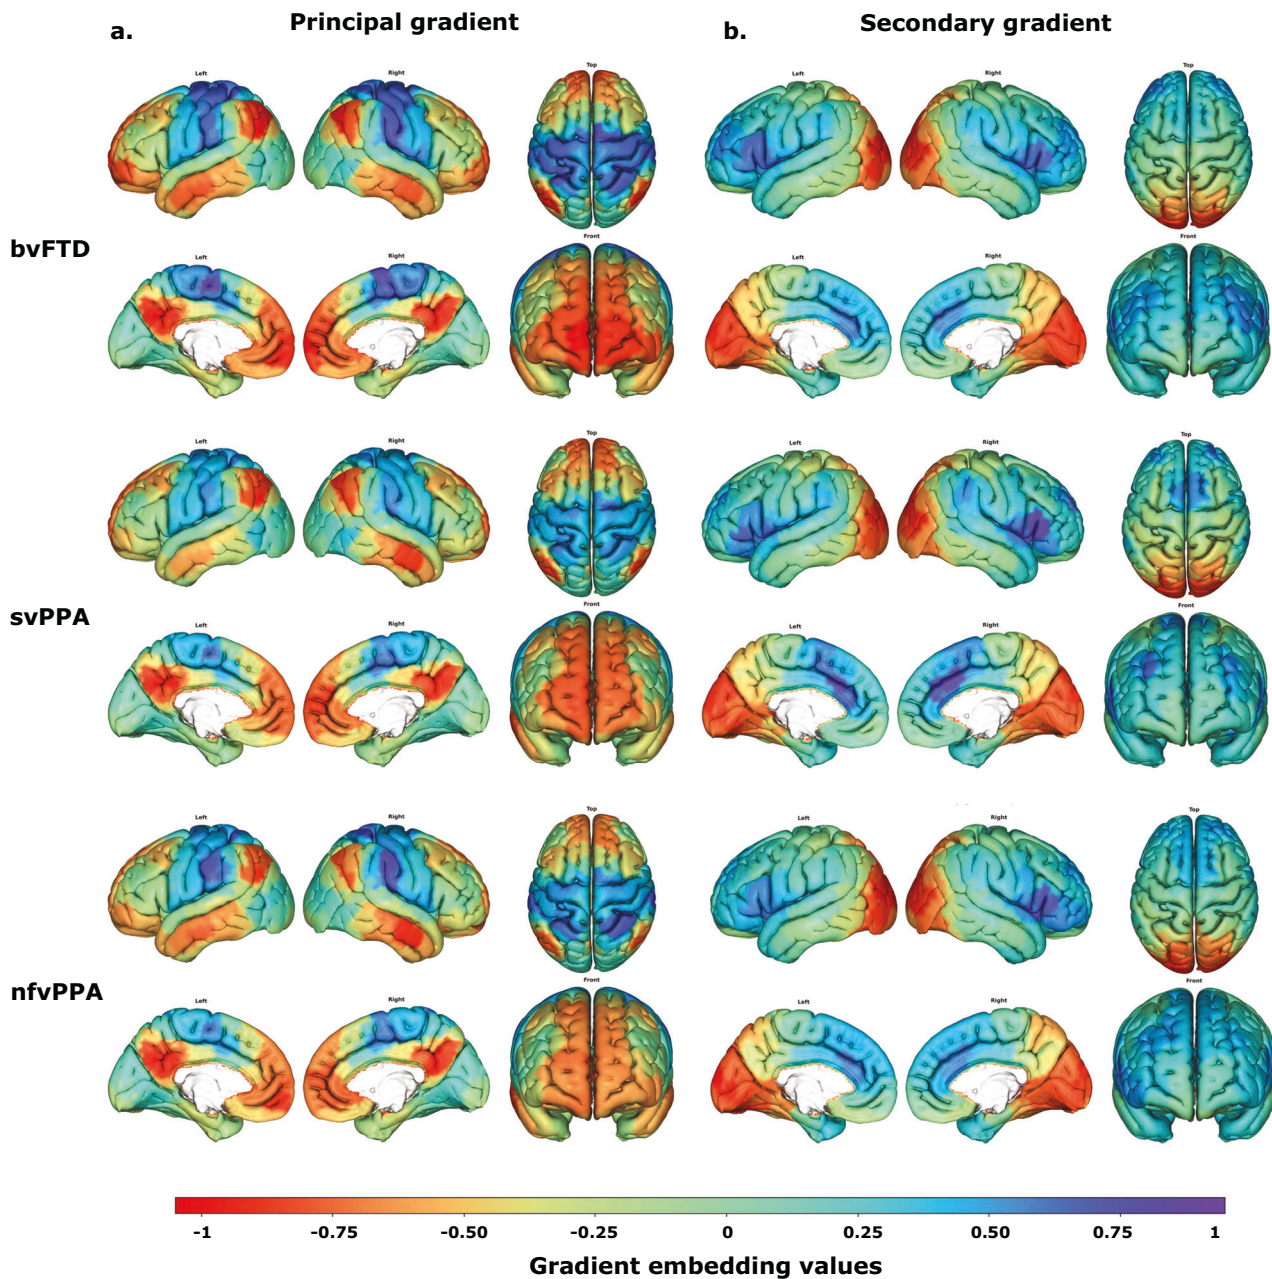 a.
Principal gradient
b.
Secondary gradient
Left
Right
Top
Left
Right
Top
bvFTD
Left
Right
Front
Left
Right
Front
Left
Right
Top
Left
Right
Top
svPPA
Left
Right
Front
Left
Right
Front
Left
Right
Top
Left
Right
Top
nfvPPA
Left
Right
Front
Left
Right
Front
-1
-0.75
-0.50
-0.25
0
0.25
0.50
0.75
1
Gradient embedding values